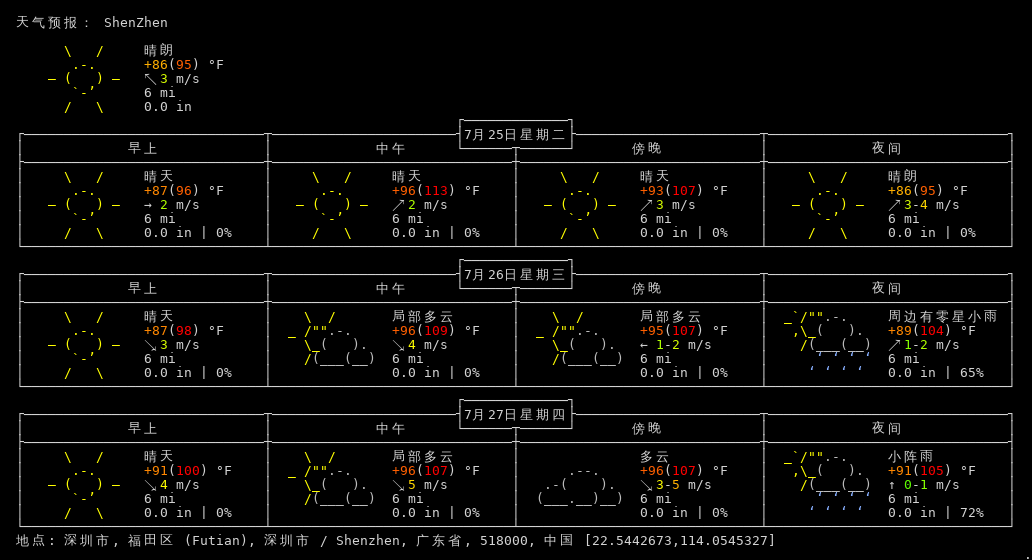 天气预报： ShenZhen
晴朗
+86(95) °F
↖ 3 m/s
6 mi
0.0 in
7月25日星期二
早上 中午 傍晚 夜间
晴天 晴天 晴天 晴朗
+87(96) °F +96(113) °F +93(107) °F +86(95) °F
→ 2 m/s ↗ 2 m/s ↗ 3 m/s ↗ 3-4 m/s
6 mi 6 mi 6 mi 6 mi
0.0 in | 0% 0.0 in | 0% 0.0 in | 0% 0.0 in | 0%
7月26日星期三
早上 中午 傍晚 夜间
晴天 局部多云 局部多云 周边有零星小雨
+87(98) °F +96(109) °F +95(107) °F +89(104) °F
↘ 3 m/s ↘ 4 m/s ← 1-2 m/s ↗ 1-2 m/s
6 mi 6 mi 6 mi 6 mi
0.0 in | 0% 0.0 in | 0% 0.0 in | 0% 0.0 in | 65%
7月27日星期四
早上 中午 傍晚 夜间
晴天 局部多云 多云 小阵雨
+91(100) °F +96(107) °F +96(107) °F +91(105) °F
↘ 4 m/s ↘ 5 m/s ↘ 3-5 m/s ↑ 0-1 m/s
6 mi 6 mi 6 mi 6 mi
0.0 in | 0% 0.0 in | 0% 0.0 in | 0% 0.0 in | 72%
地点: 深圳市, 福田区 (Futian), 深圳市 / Shenzhen, 广东省, 518000, 中国 [22.5442673,114.0545327]